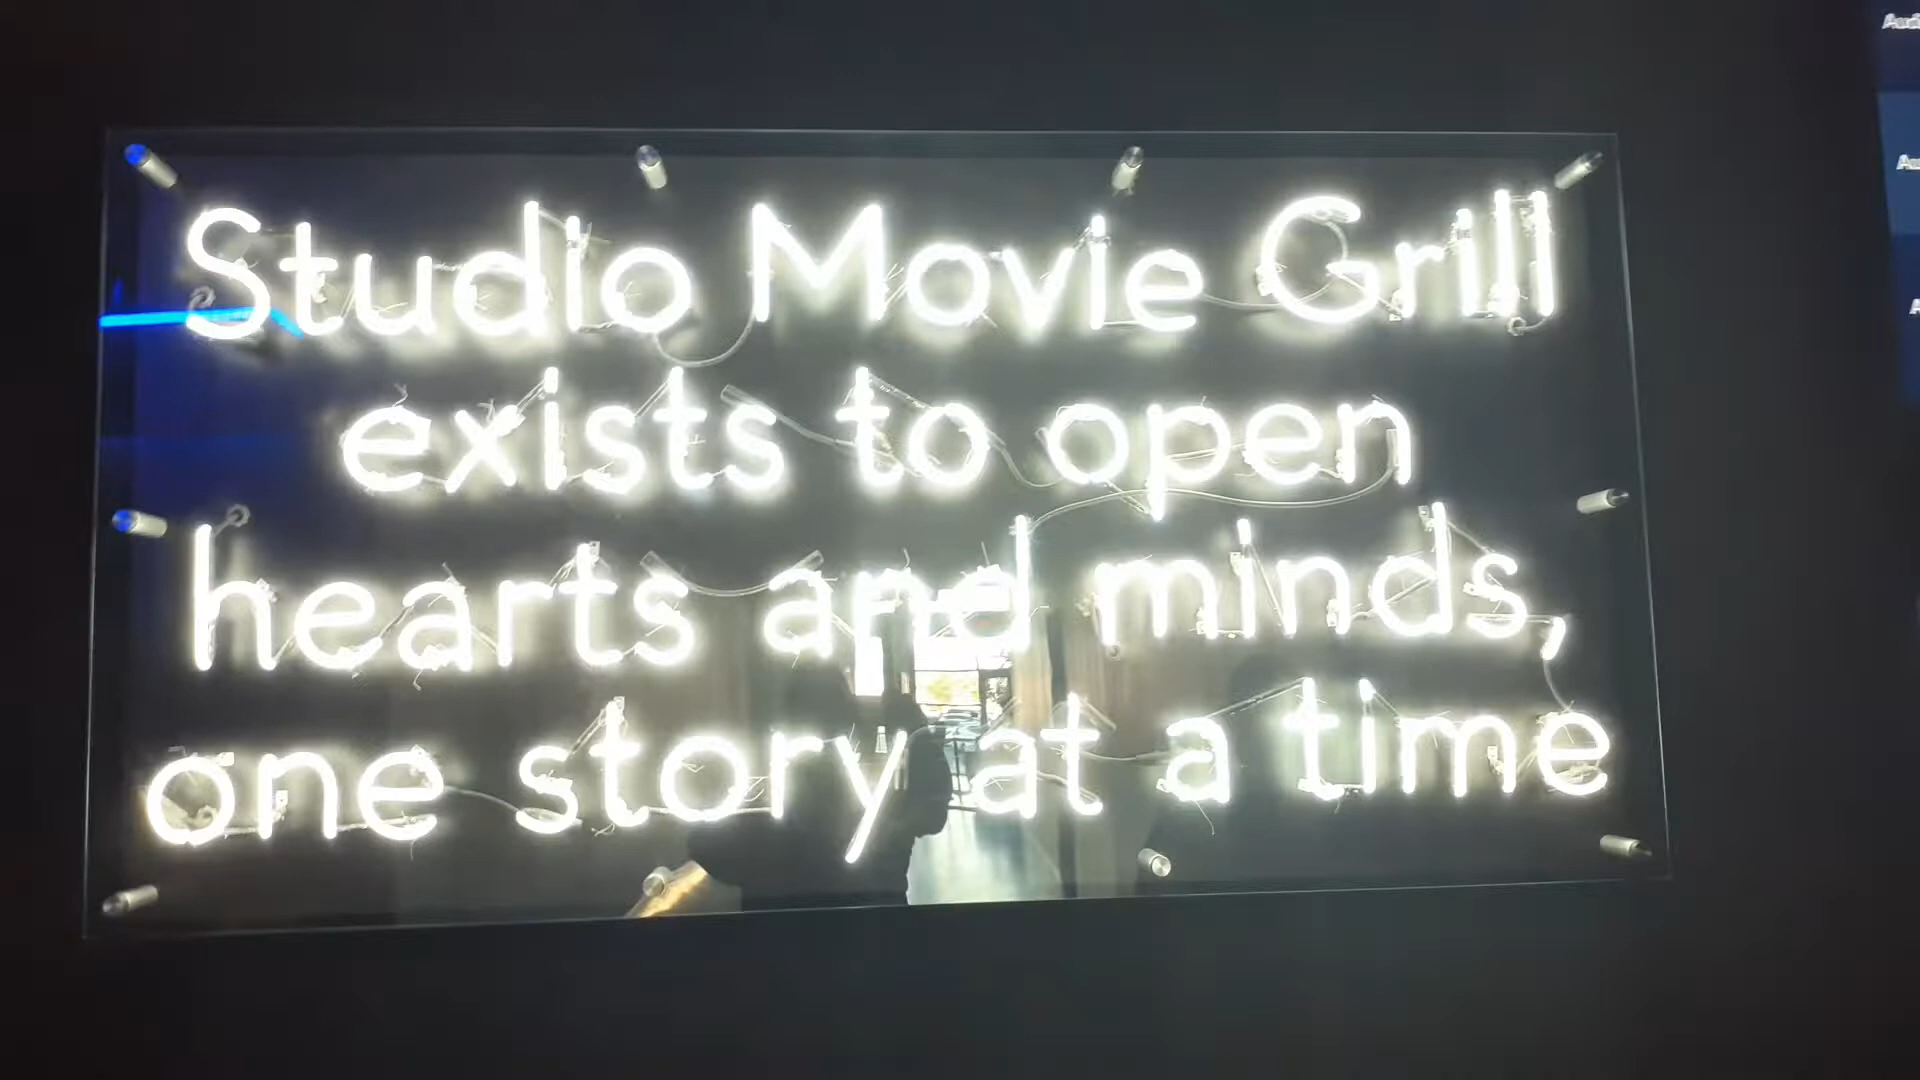 Studio Movie Grill
exists to open
hearts and minds,
one story at a time